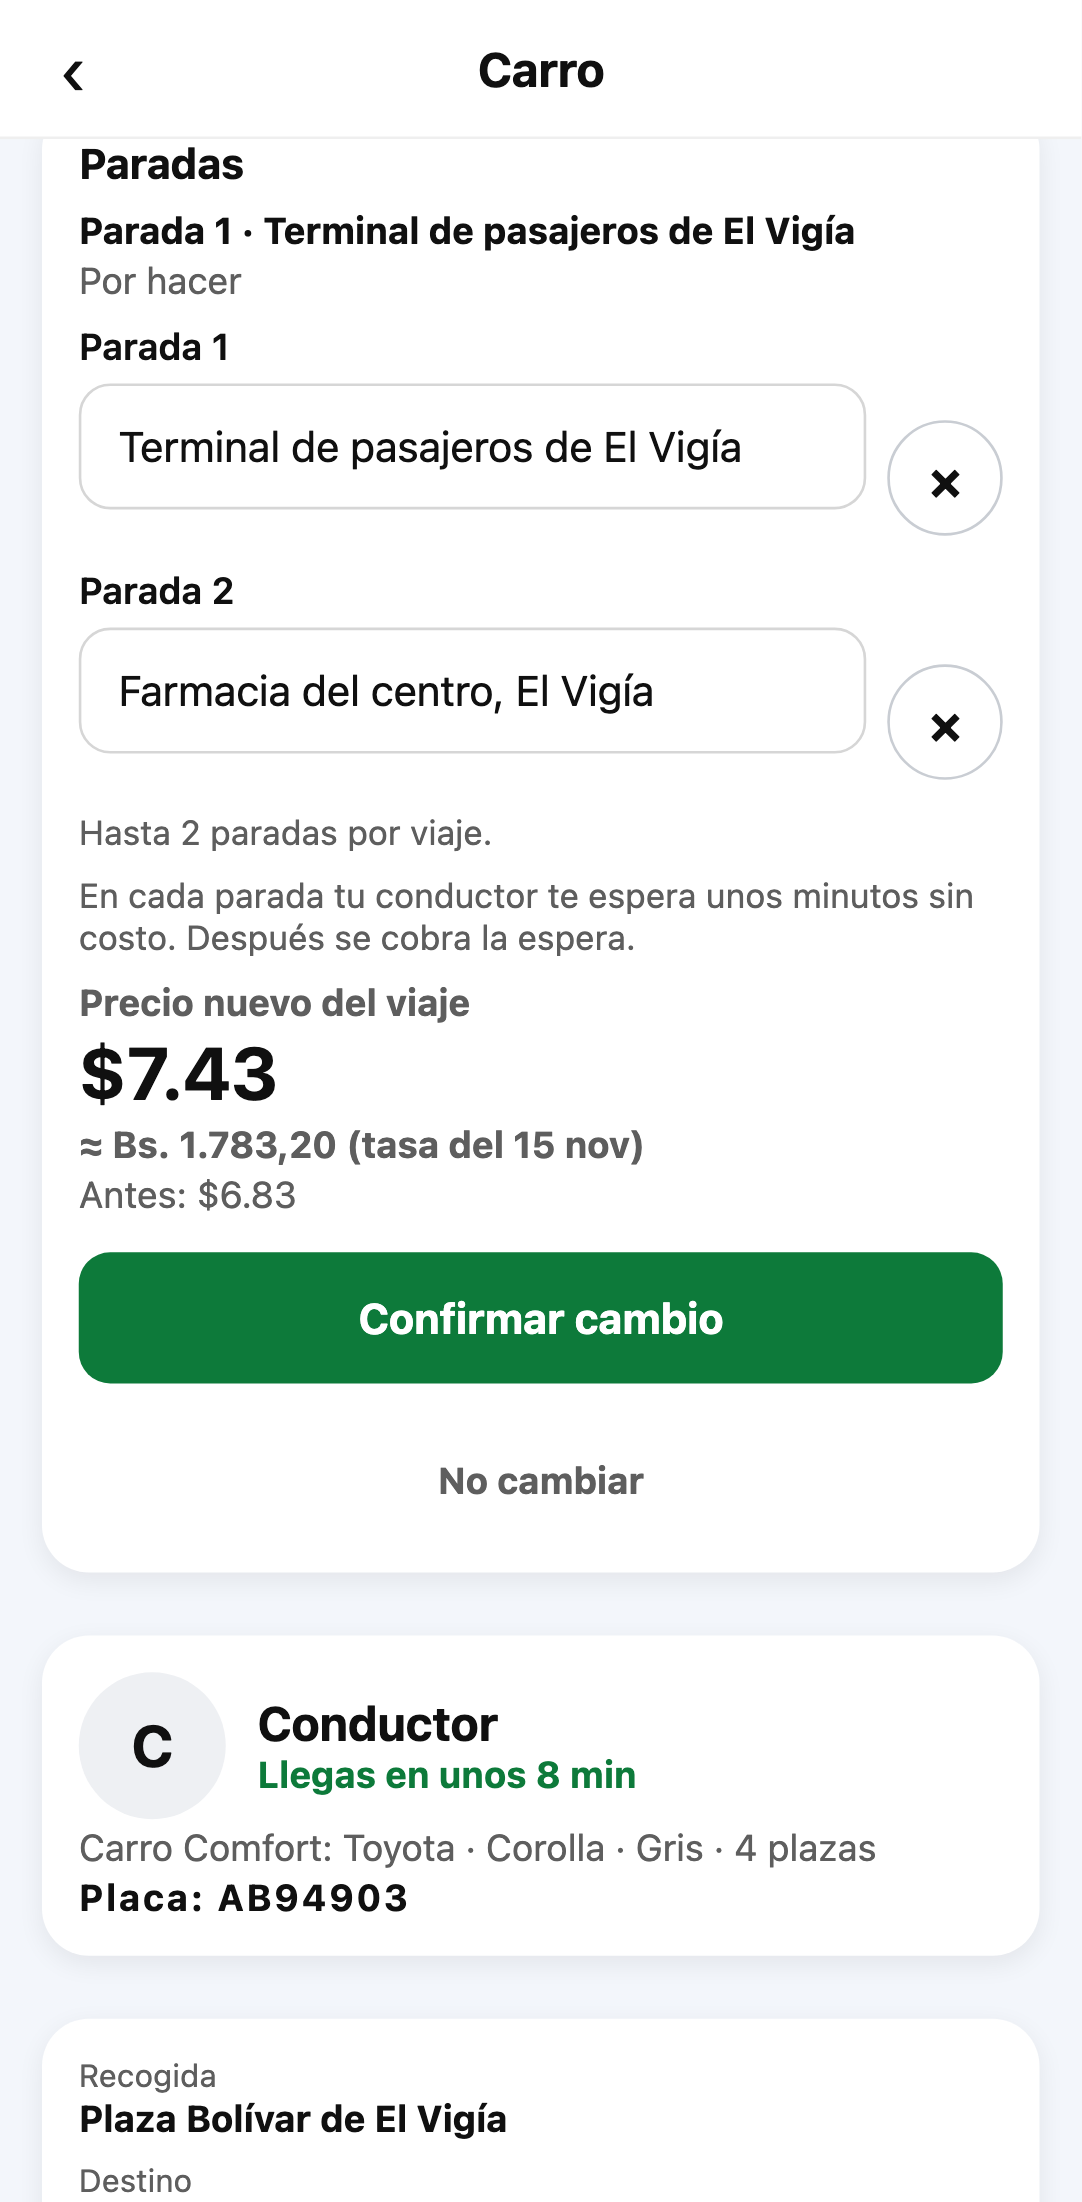 Carro
Paradas
Parada 1 · Terminal de pasajeros de El Vigía
Por hacer
Parada 1
Terminal de pasajeros de El Vigía
Parada 2
Farmacia del centro, El Vigía
Hasta 2 paradas por viaje.
En cada parada tu conductor te espera unos minutos sin
costo. Después se cobra la espera.
Precio nuevo del viaje
$7.43
≈ Bs. 1.783,20 (tasa del 15 nov)
Antes: $6.83
Confirmar cambio
No cambiar
C
Conductor
Llegas en unos 8 min
Carro Comfort: Toyota · Corolla · Gris · 4 plazas
Placa: AB94903
Recogida
Plaza Bolívar de El Vigía
Destino